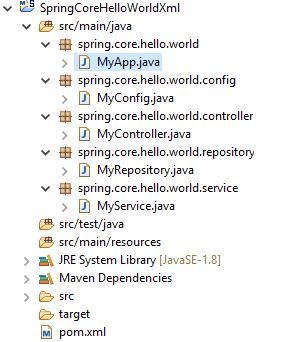 SpringCoreHelloWorldXml
src/main/java
spring.core.hello.world
MyApp.java
spring.core.hello.world.config
MyConfig.java
spring.core.hello.world.controller
MyController.java
spring.core.hello.world.repository
MyRepository.java
spring.core.hello.world.service
MyService.java
src/test/java
src/main/resources
JRE System Library [JavaSE-1.8]
Maven Dependencies
src
target
pom.xml